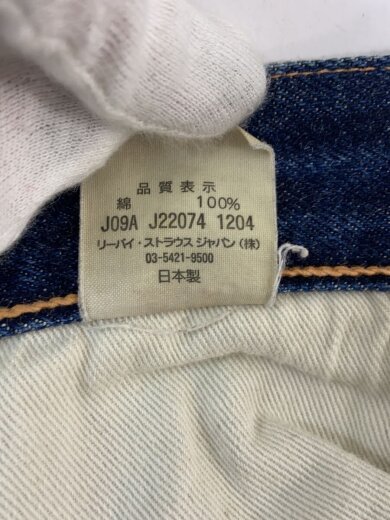 品質表示
綿 100%
J09A J22074 1204
リーバイ・ストラウス ジャパン(株)
03-5421-9500
日本製